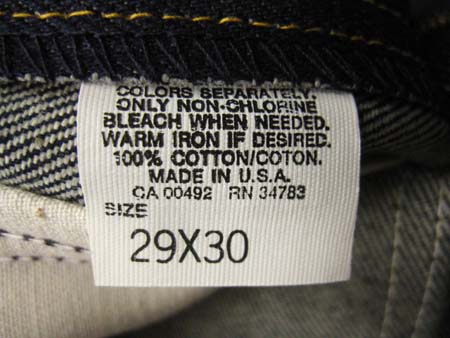 COLORS SEPARATELY.
ONLY NON-CHLORINE
BLEACH WHEN NEEDED.
WARM IRON IF DESIRED.
100% COTTON/COTON.
MADE IN U.S.A.
CA 00492 RN 34783
SIZE
29X30